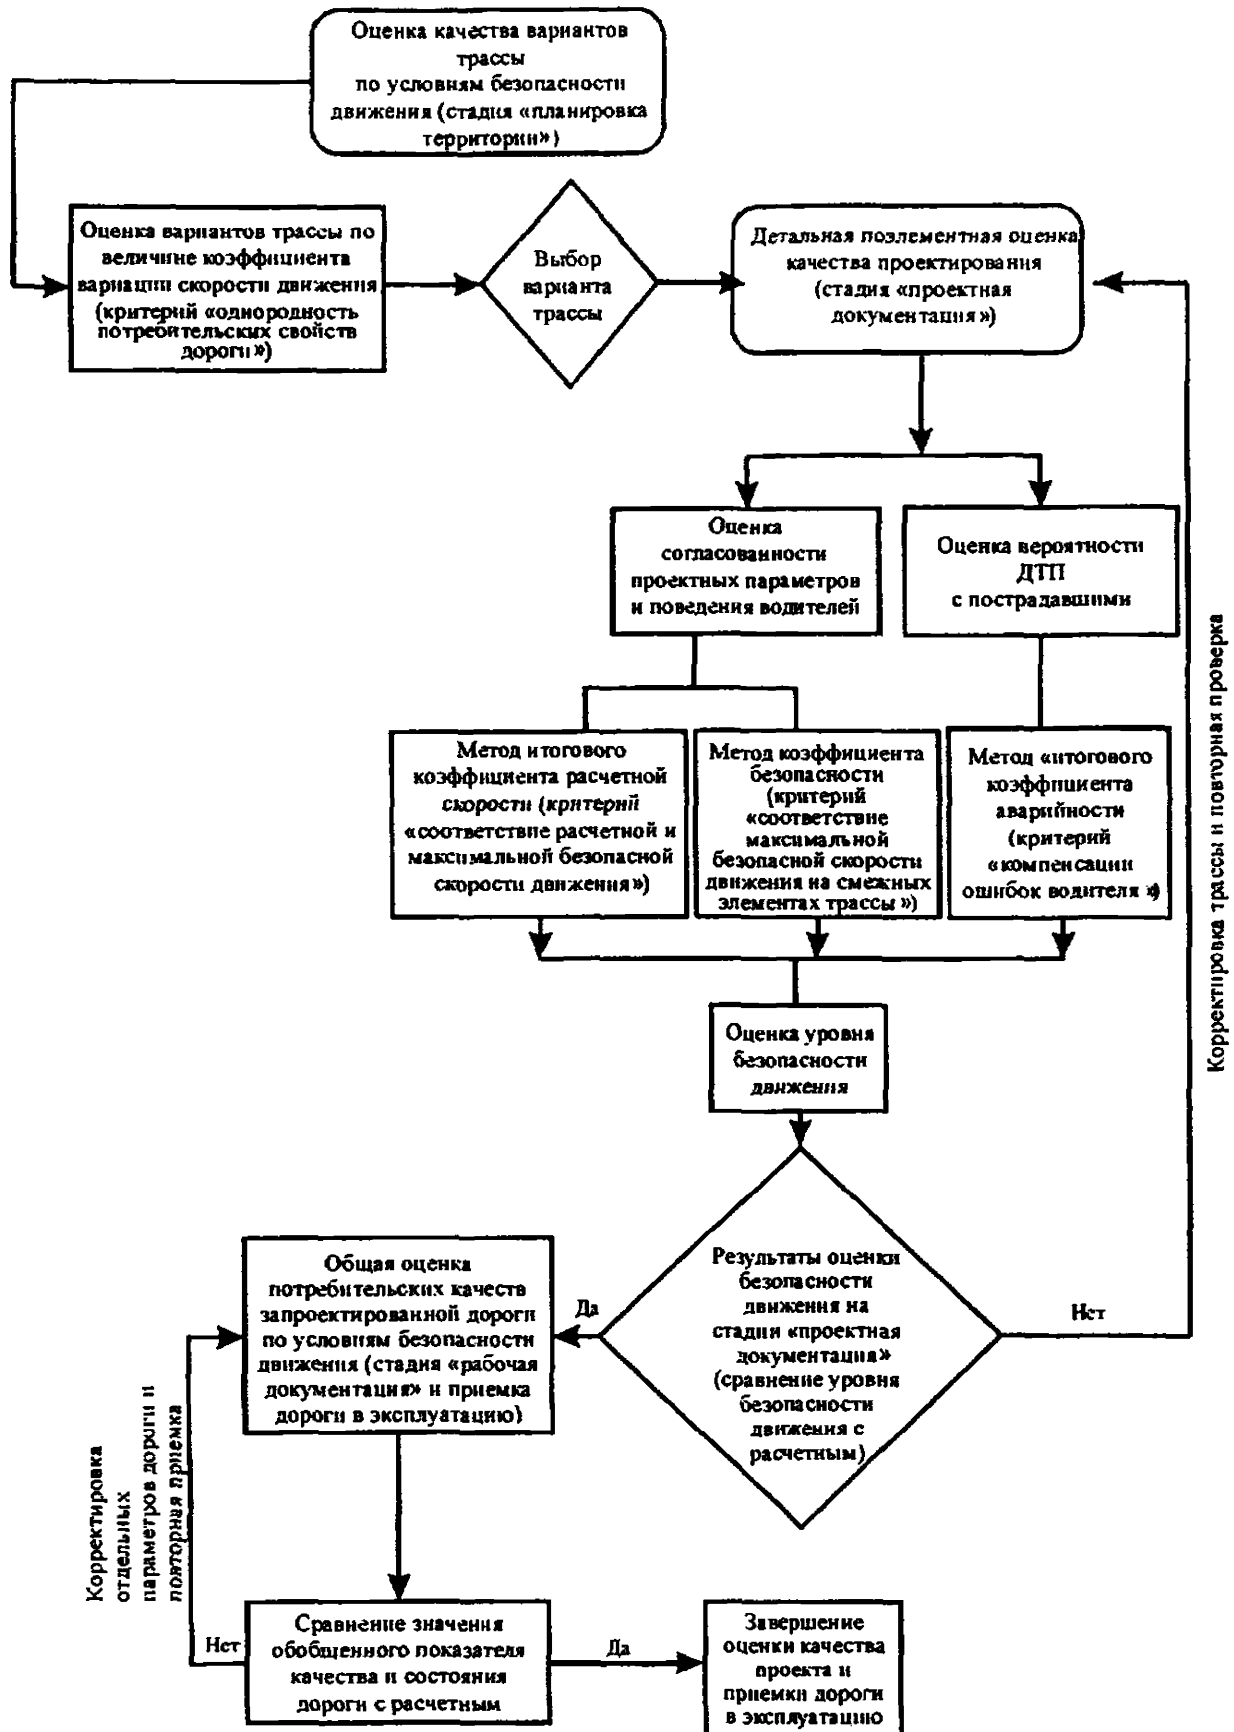 Оценка качества вариантов
трассы
по условиям безопасности
движения (стадия «планировка
территории»)
Оценка вариантов трассы по
величине коэффициента
вариации скорости движения
(критерий «однородность
потребительских свойств
дороги»)
Выбор
варианта
трассы
Детальная поэлементная оценка
качества проектирования
(стадия «проектная
документация»)
Оценка
согласованности
проектных параметров
и поведения водителей
Оценка вероятности
ДТП
с пострадавшими
Метод итогового
коэффициента расчетной
скорости (критерий
«соответствие расчетной и
максимальной безопасной
скорости движения»)
Метод коэффициента
безопасности
(критерий
«соответствие
максимальной
безопасной скорости
движения на смежных
элементах трассы»)
Метод «итогового
коэффициента
аварийности
(критерий
«компенсации
ошибок водителя»)
Корректировка трассы и повторная проверка
Оценка уровня
безопасности
движения
Результаты оценки
безопасности
движения на
стадии «проектная
документация»
(сравнение уровня
безопасности
движения с
расчетным)
Да
Нет
Общая оценка
потребительских качеств
запроектированной дороги
по условиям безопасности
движения (стадия «рабочая
документация» и приемка
дороги в эксплуатацию)
Корректировка
отдельных
параметров дороги и
повторная приемка
Нет
Сравнение значения
обобщенного показателя
качества и состояния
дороги с расчетным
Да
Завершение
оценки качества
проекта и
приемки дороги
в эксплуатацию